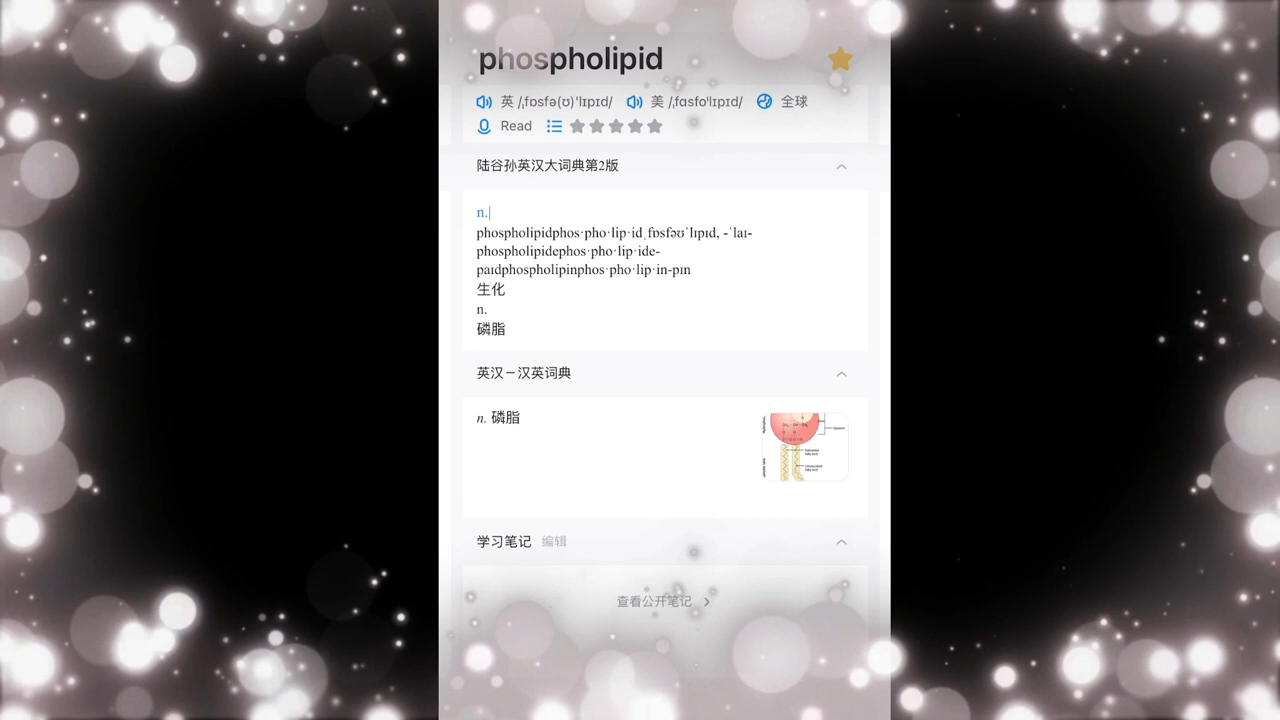 phospholipid
英 /ˌfɒsfə(ʊ)ˈlɪpɪd/ 美 /ˌfɑsfoˈlɪpɪd/ 全球
Read
陆谷孙英汉大词典第2版
n.
phospholipidphos·pho·lip·idˌfɒsfəʊˈlɪpɪd, -ˈlaɪ-
phospholipidephos·pho·lip·ide-
paɪdphospholipinphos·pho·lip·in-pɪn
生化
n.
磷脂
英汉－汉英词典
n. 磷脂
学习笔记 编辑
查看公开笔记